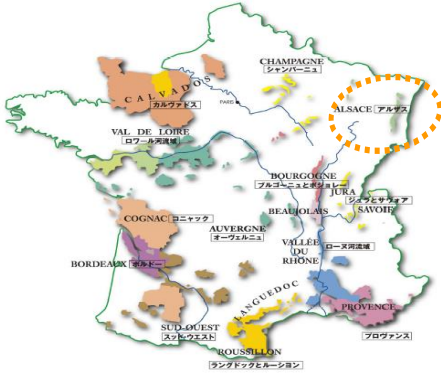 CHAMPAGNE
シャンパーニュ
CALVADOS
カルヴァドス
PARIS
ALSACE アルザス
VAL DE LOIRE
ロワール河流域
BOURGOGNE
ブルゴーニュとボジョレー
JURA
ジュラとサヴォア
SAVOIE
BEAUJOLAIS
COGNAC コニャック
AUVERGNE
オーヴェルニュ
VALLÉE
DU
RHÔNE
ローヌ河流域
BORDEAUX ボルドー
LANGUEDOC
PROVENCE
プロヴァンス
SUD-OUEST
スッド・ウエスト
ROUSSILLON
ラングドックとルーション